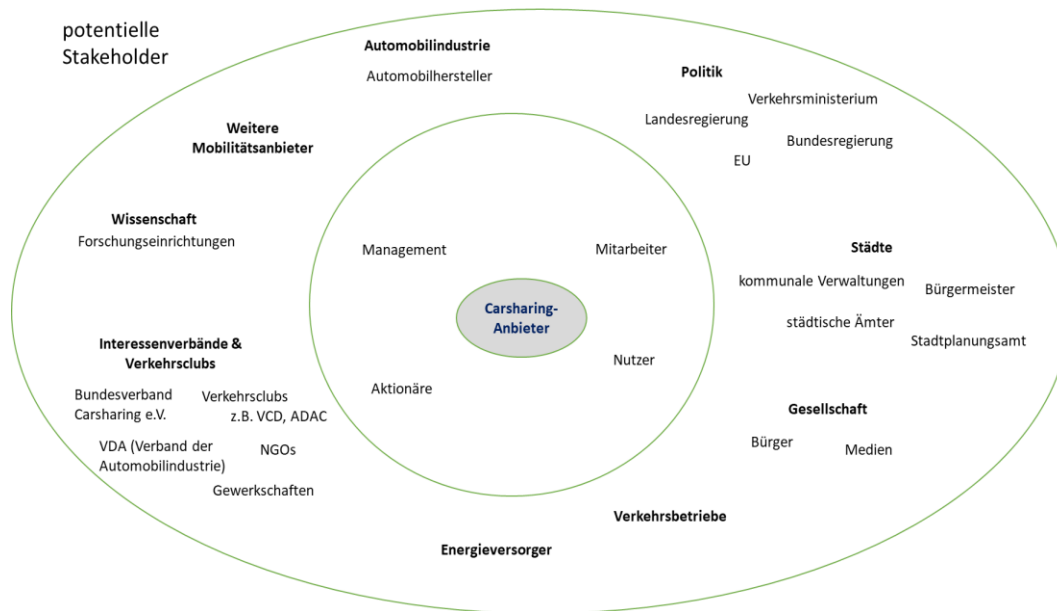 potentielle
Stakeholder
Automobilindustrie
Automobilhersteller
Politik
Verkehrsministerium
Landesregierung
Bundesregierung
EU
Weitere
Mobilitätsanbieter
Wissenschaft
Forschungseinrichtungen
Management
Mitarbeiter
Carsharing-
Anbieter
Aktionäre
Nutzer
Städte
kommunale Verwaltungen
Bürgermeister
städtische Ämter
Stadtplanungsamt
Interessenverbände &
Verkehrsclubs
Bundesverband
Carsharing e.V.
Verkehrsclubs
z.B. VCD, ADAC
VDA (Verband der
Automobilindustrie)
NGOs
Gewerkschaften
Gesellschaft
Bürger
Medien
Verkehrsbetriebe
Energieversorger